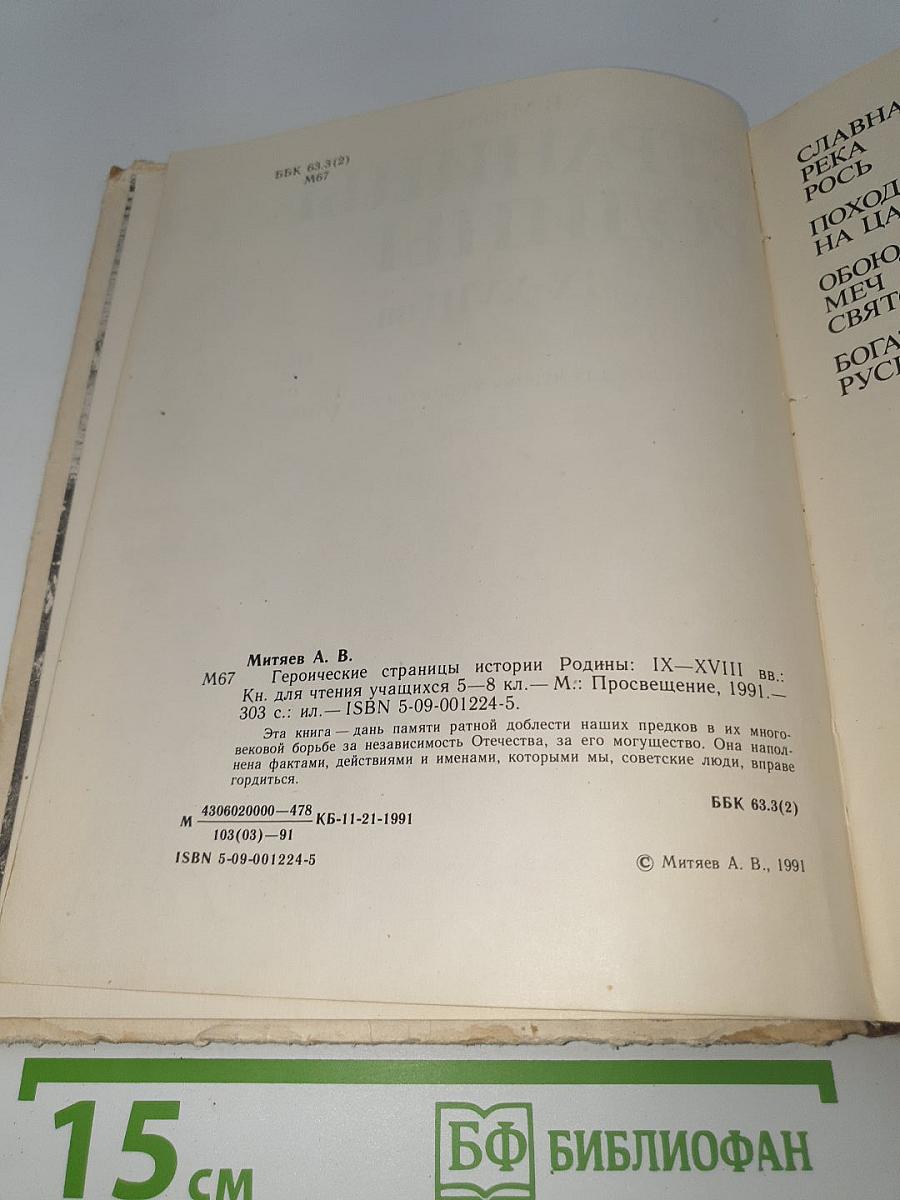 ББК 63.3(2)
М67
Митяев А. В.
М67 Героические страницы истории Родины: IX—XVIII вв.:
Кн. для чтения учащихся 5—8 кл.— М.: Просвещение, 1991.—
303 с.: ил.— ISBN 5-09-001224-5.
Эта книга — дань памяти ратной доблести наших предков в их много-
вековой борьбе за независимость Отечества, за его могущество. Она напол-
нена фактами, действиями и именами, которыми мы, советские люди, вправе
гордиться.
М 4306020000—478 КБ-11-21-1991
103(03)—91
ББК 63.3(2)
ISBN 5-09-001224-5
© Митяев А. В., 1991
СЛАВНА
РЕКА
РОСЬ
ПОХОД
НА ЦА
ОБОЮД
МЕЧ
СВЯТО
БОГАТ
РУСИ
15 см
БФ БИБЛИОФАН